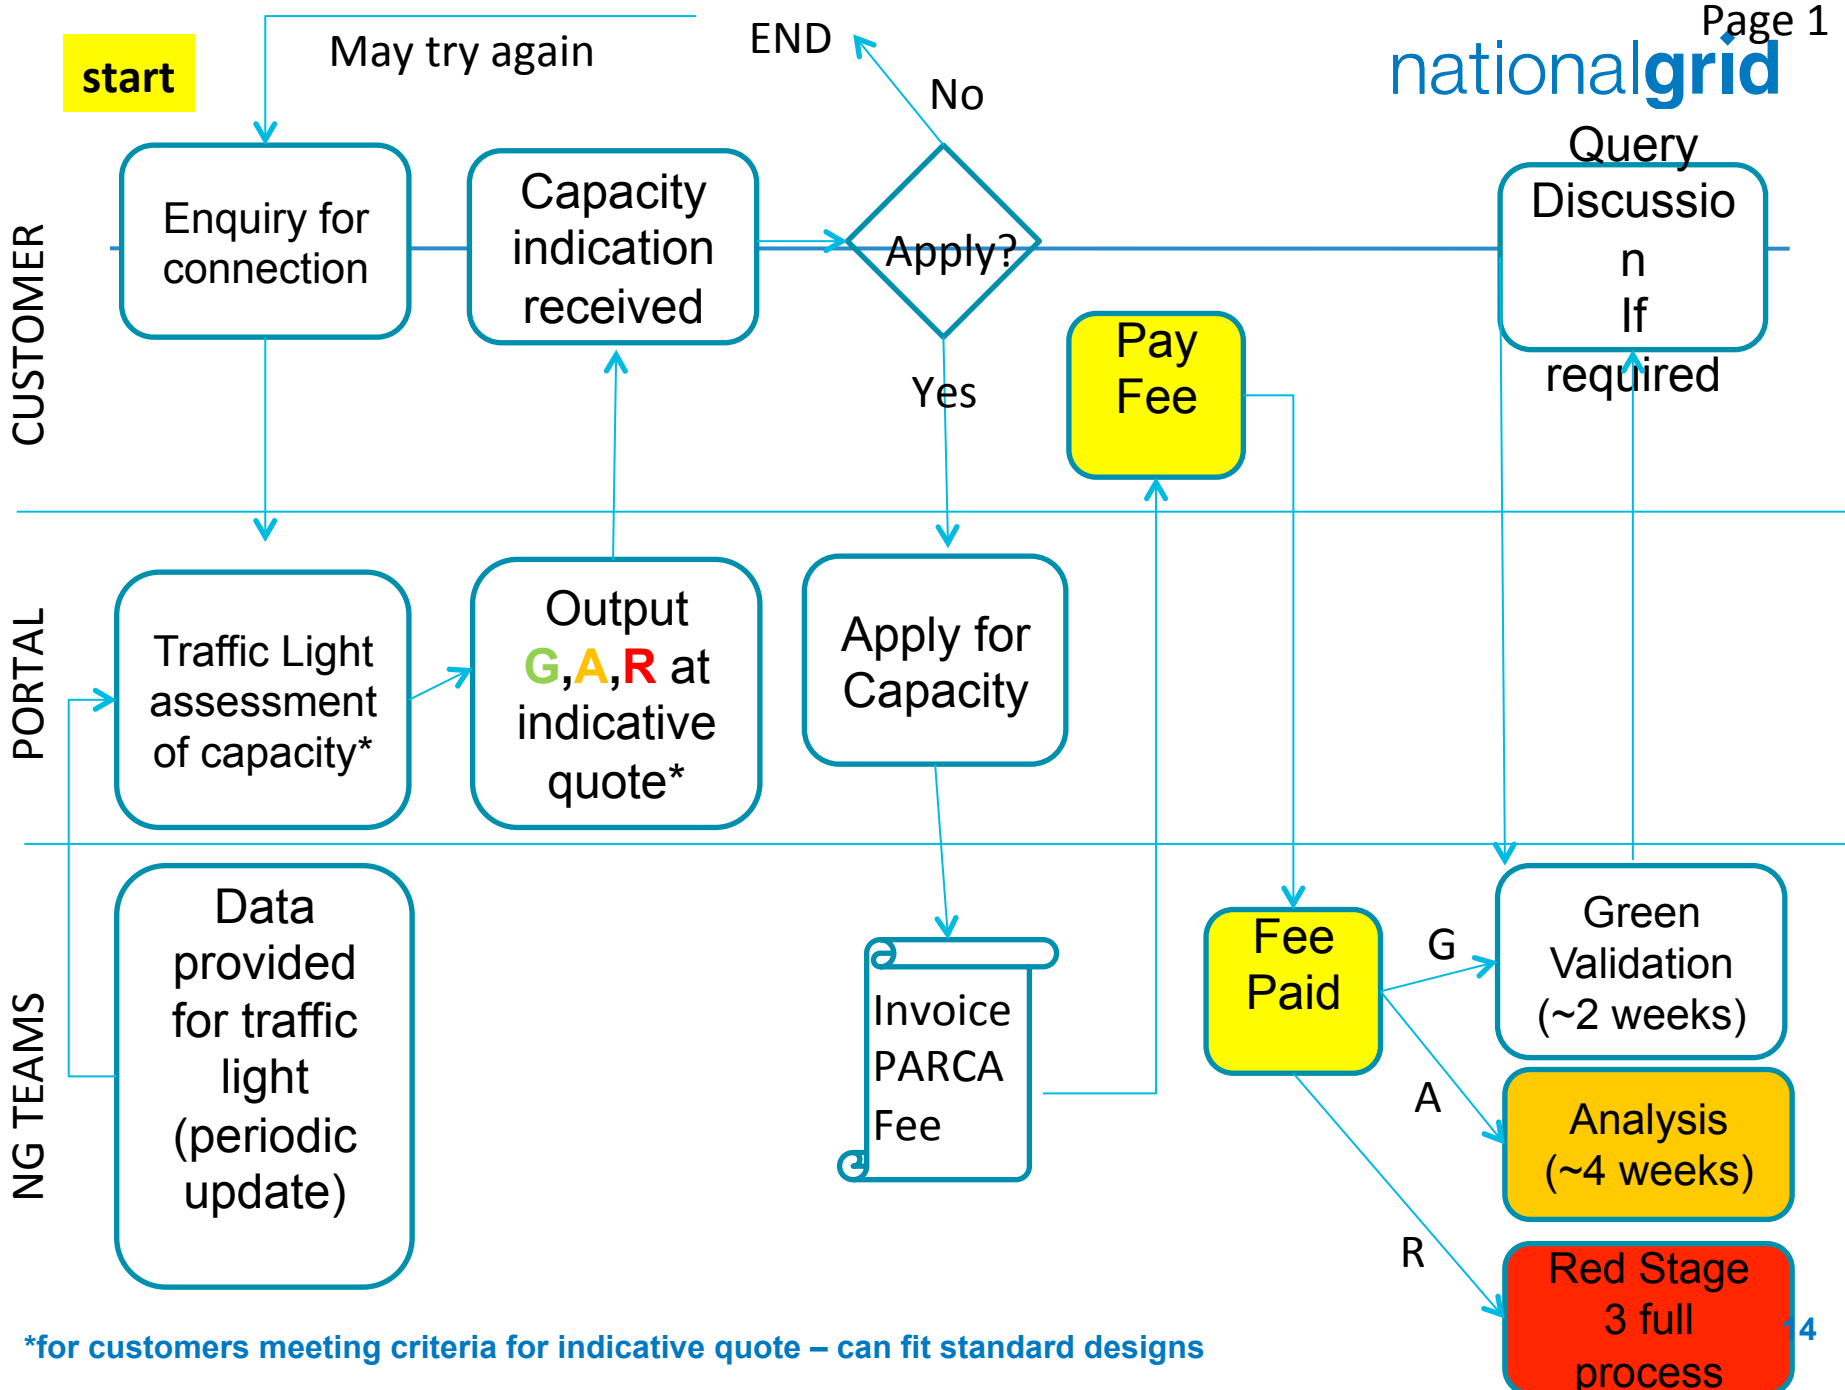 Page 1
nationalgrid
start
May try again
END
No
CUSTOMER
Enquiry for
connection
Capacity
indication
received
Apply?
Yes
Pay
Fee
Query
Discussio
n
If
required
PORTAL
Traffic Light
assessment
of capacity*
Output
G,A,R at
indicative
quote*
Apply for
Capacity
NG TEAMS
Data
provided
for traffic
light
(periodic
update)
Invoice
PARCA
Fee
Fee
Paid
G
A
R
Green
Validation
(~2 weeks)
Analysis
(~4 weeks)
Red Stage
3 full
process
*for customers meeting criteria for indicative quote – can fit standard designs
14